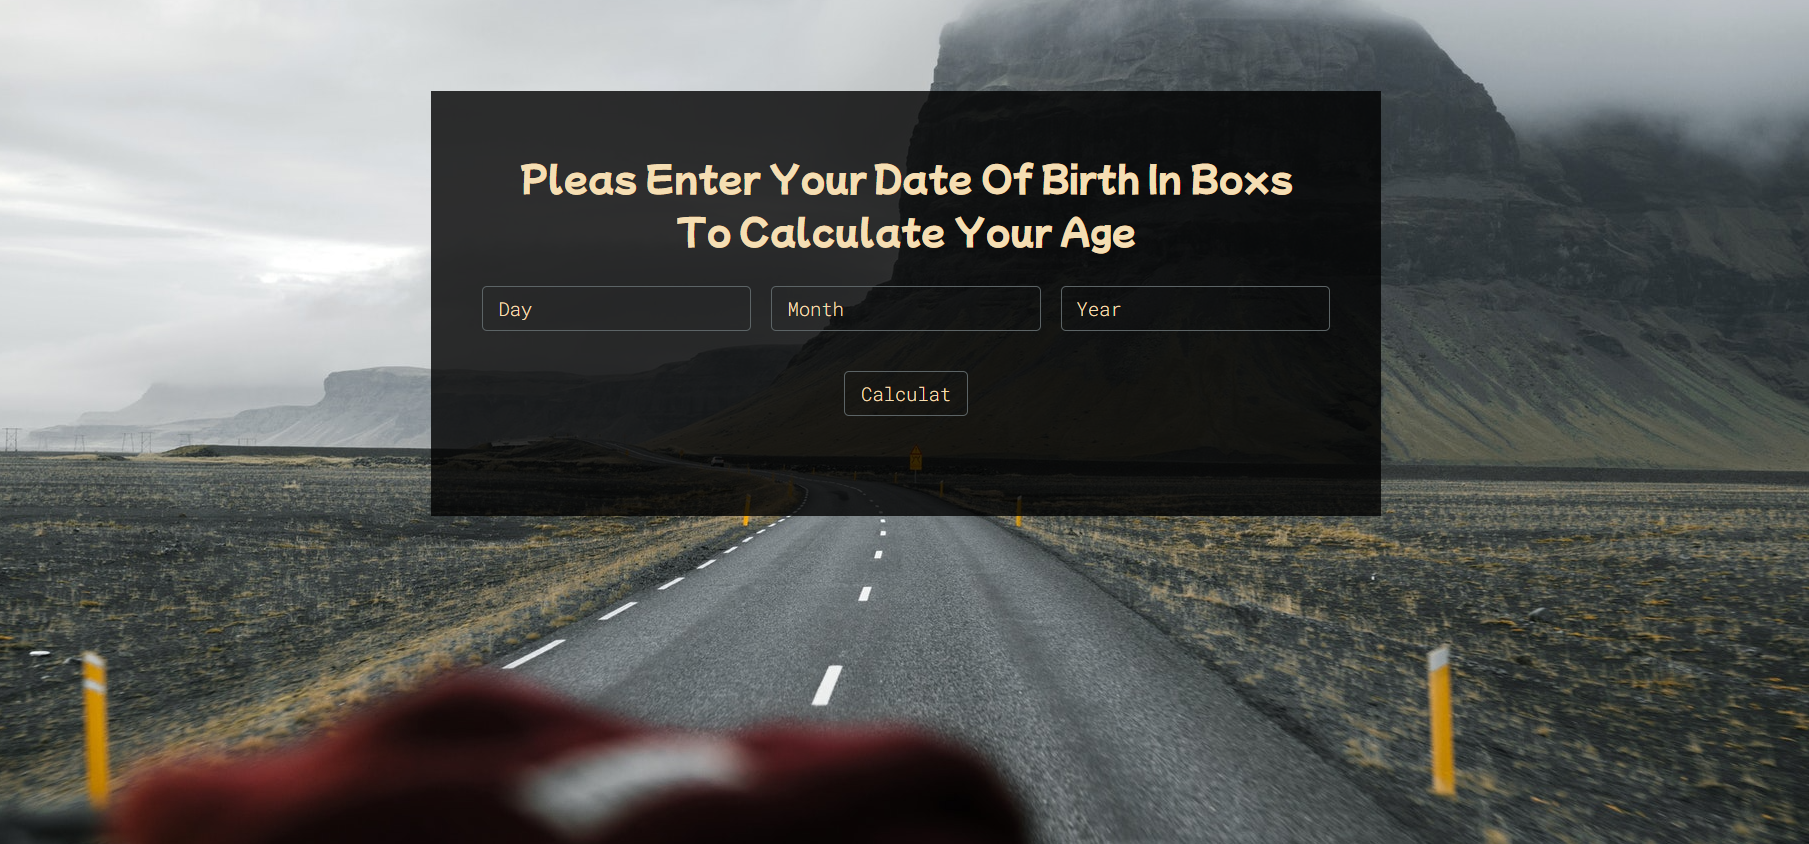 Pleas Enter Your Date Of Birth In Boxs
To Calculate Your Age
Day
Month
Year
Calculat